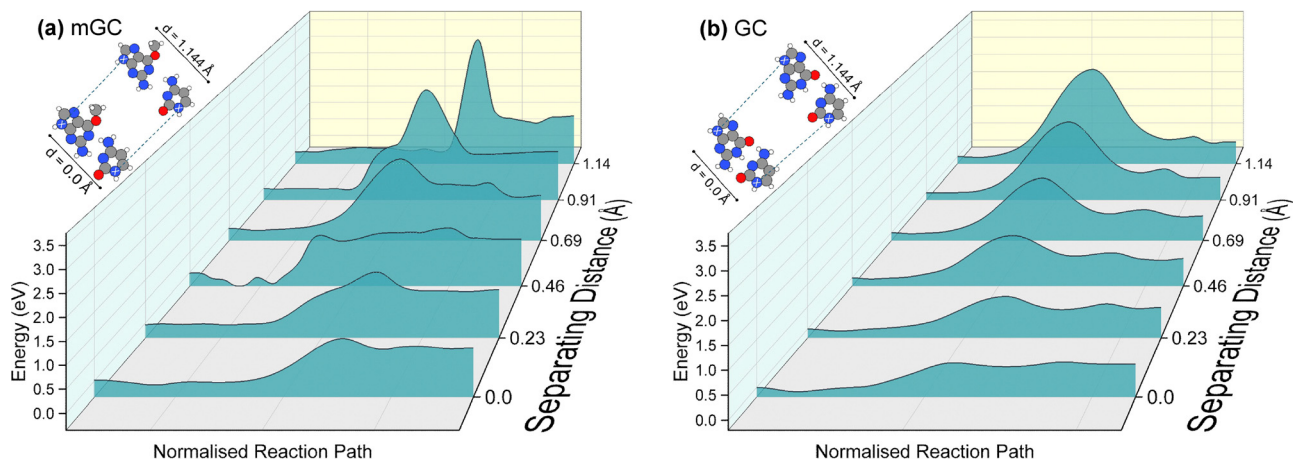 (a) mGC
d = 1.144 Å
d = 0.0 Å
3.5
3.0
2.5
2.0
1.5
1.0
0.5
0.0
Energy (eV)
Normalised Reaction Path
1.14
0.91
0.69
0.46
0.23
0.0
Separating Distance (Å)
(b) GC
d = 1.144 Å
d = 0.0 Å
3.5
3.0
2.5
2.0
1.5
1.0
0.5
0.0
Energy (eV)
Normalised Reaction Path
1.14
0.91
0.69
0.46
0.23
0.0
Separating Distance (Å)